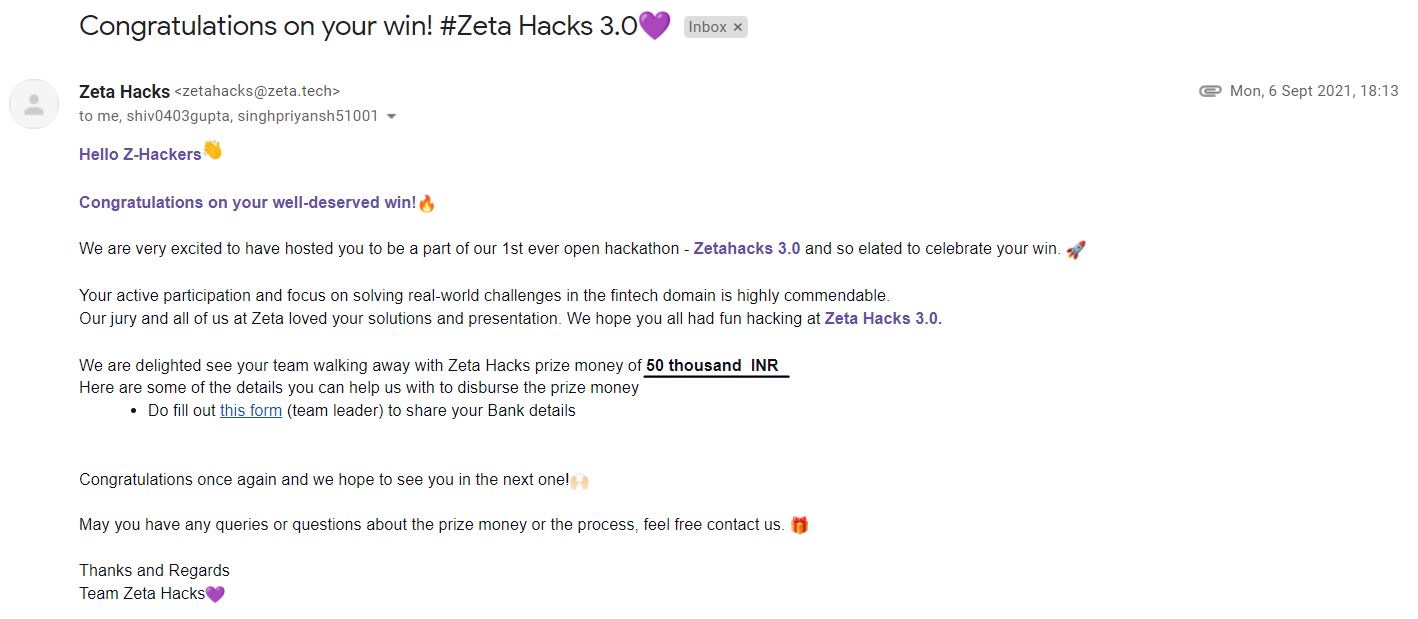 Congratulations on your win! #Zeta Hacks 3.0💜 Inbox ×
Zeta Hacks <zetahacks@zeta.tech> Mon, 6 Sept 2021, 18:13
to me, shiv0403gupta, singhpriyansh51001
Hello Z-Hackers👋
Congratulations on your well-deserved win!🔥
We are very excited to have hosted you to be a part of our 1st ever open hackathon - Zetahacks 3.0 and so elated to celebrate your win. 🚀
Your active participation and focus on solving real-world challenges in the fintech domain is highly commendable.
Our jury and all of us at Zeta loved your solutions and presentation. We hope you all had fun hacking at Zeta Hacks 3.0.
We are delighted see your team walking away with Zeta Hacks prize money of 50 thousand  INR
Here are some of the details you can help us with to disburse the prize money
• Do fill out this form (team leader) to share your Bank details
Congratulations once again and we hope to see you in the next one!🙌🏻
May you have any queries or questions about the prize money or the process, feel free contact us. 🎁
Thanks and Regards
Team Zeta Hacks💜